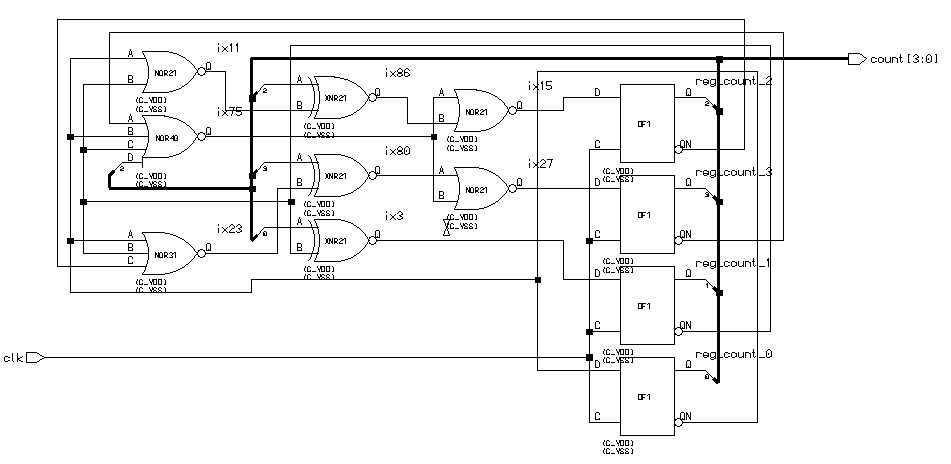 ix11
A
B
NOR21
Q
(C_VDD)
(C_VSS)
ix75
A
B
C
D
NOR40
Q
2
(C_VDD)
(C_VSS)
ix23
A
B
C
NOR31
Q
(C_VDD)
(C_VSS)
ix86
2
A
B
XNR21
Q
(C_VDD)
(C_VSS)
ix80
3
A
B
XNR21
Q
(C_VDD)
(C_VSS)
ix3
0
A
B
XNR21
Q
(C_VDD)
(C_VSS)
ix15
A
B
NOR21
Q
(C_VDD)
(C_VSS)
ix27
A
B
NOR21
Q
(C_VSS)
reg_count_2
D
Q
2
DF1
C
QN
(C_VDD)
(C_VSS)
reg_count_3
D
Q
3
DF1
C
QN
(C_VDD)
(C_VSS)
reg_count_1
D
Q
1
DF1
C
QN
(C_VDD)
(C_VSS)
reg_count_0
D
Q
0
DF1
C
QN
(C_VDD)
(C_VSS)
count[3:0]
clk